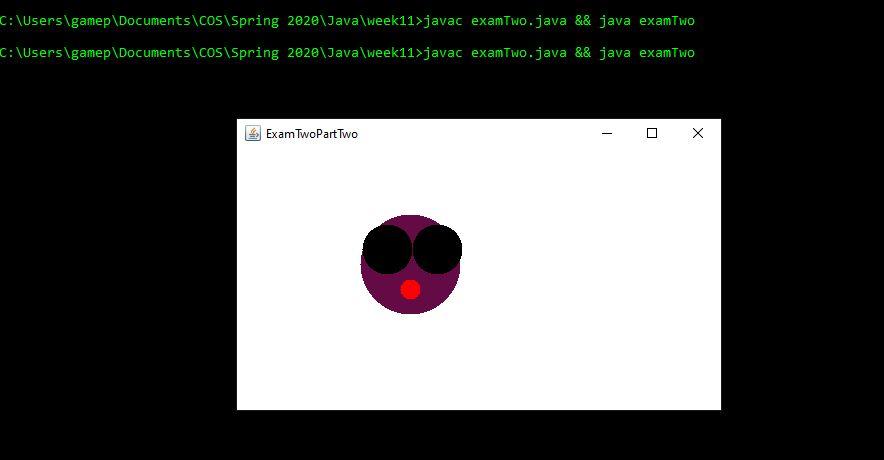 C:\Users\gamep\Documents\COS\Spring 2020\Java\week11>javac examTwo.java && java examTwo
C:\Users\gamep\Documents\COS\Spring 2020\Java\week11>javac examTwo.java && java examTwo
ExamTwoPartTwo